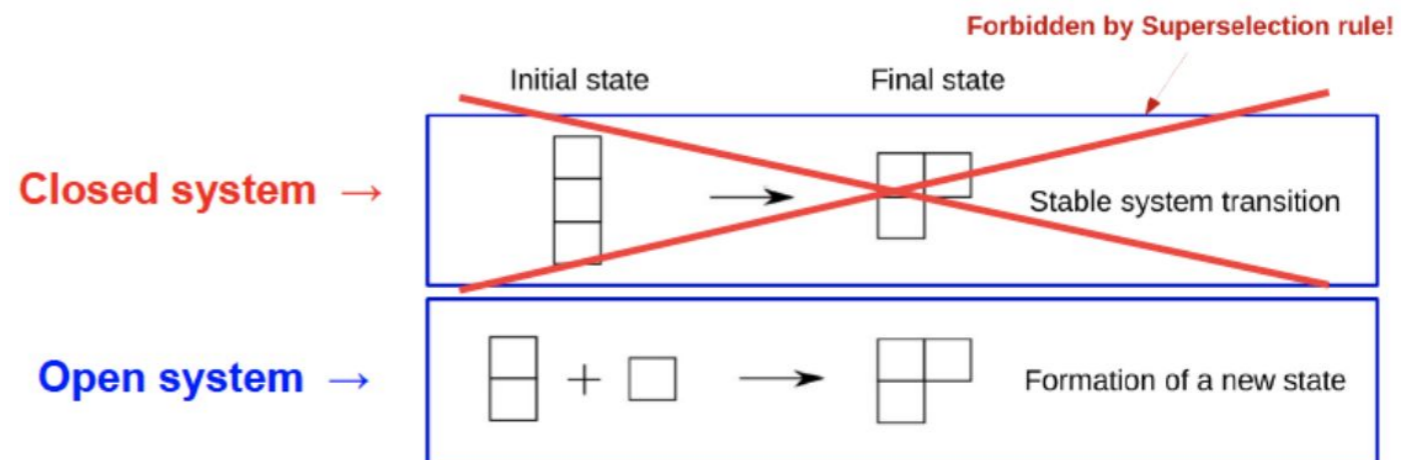 Forbidden by Superselection rule!
Initial state
Final state
Closed system →
Stable system transition
Open system →
+
Formation of a new state